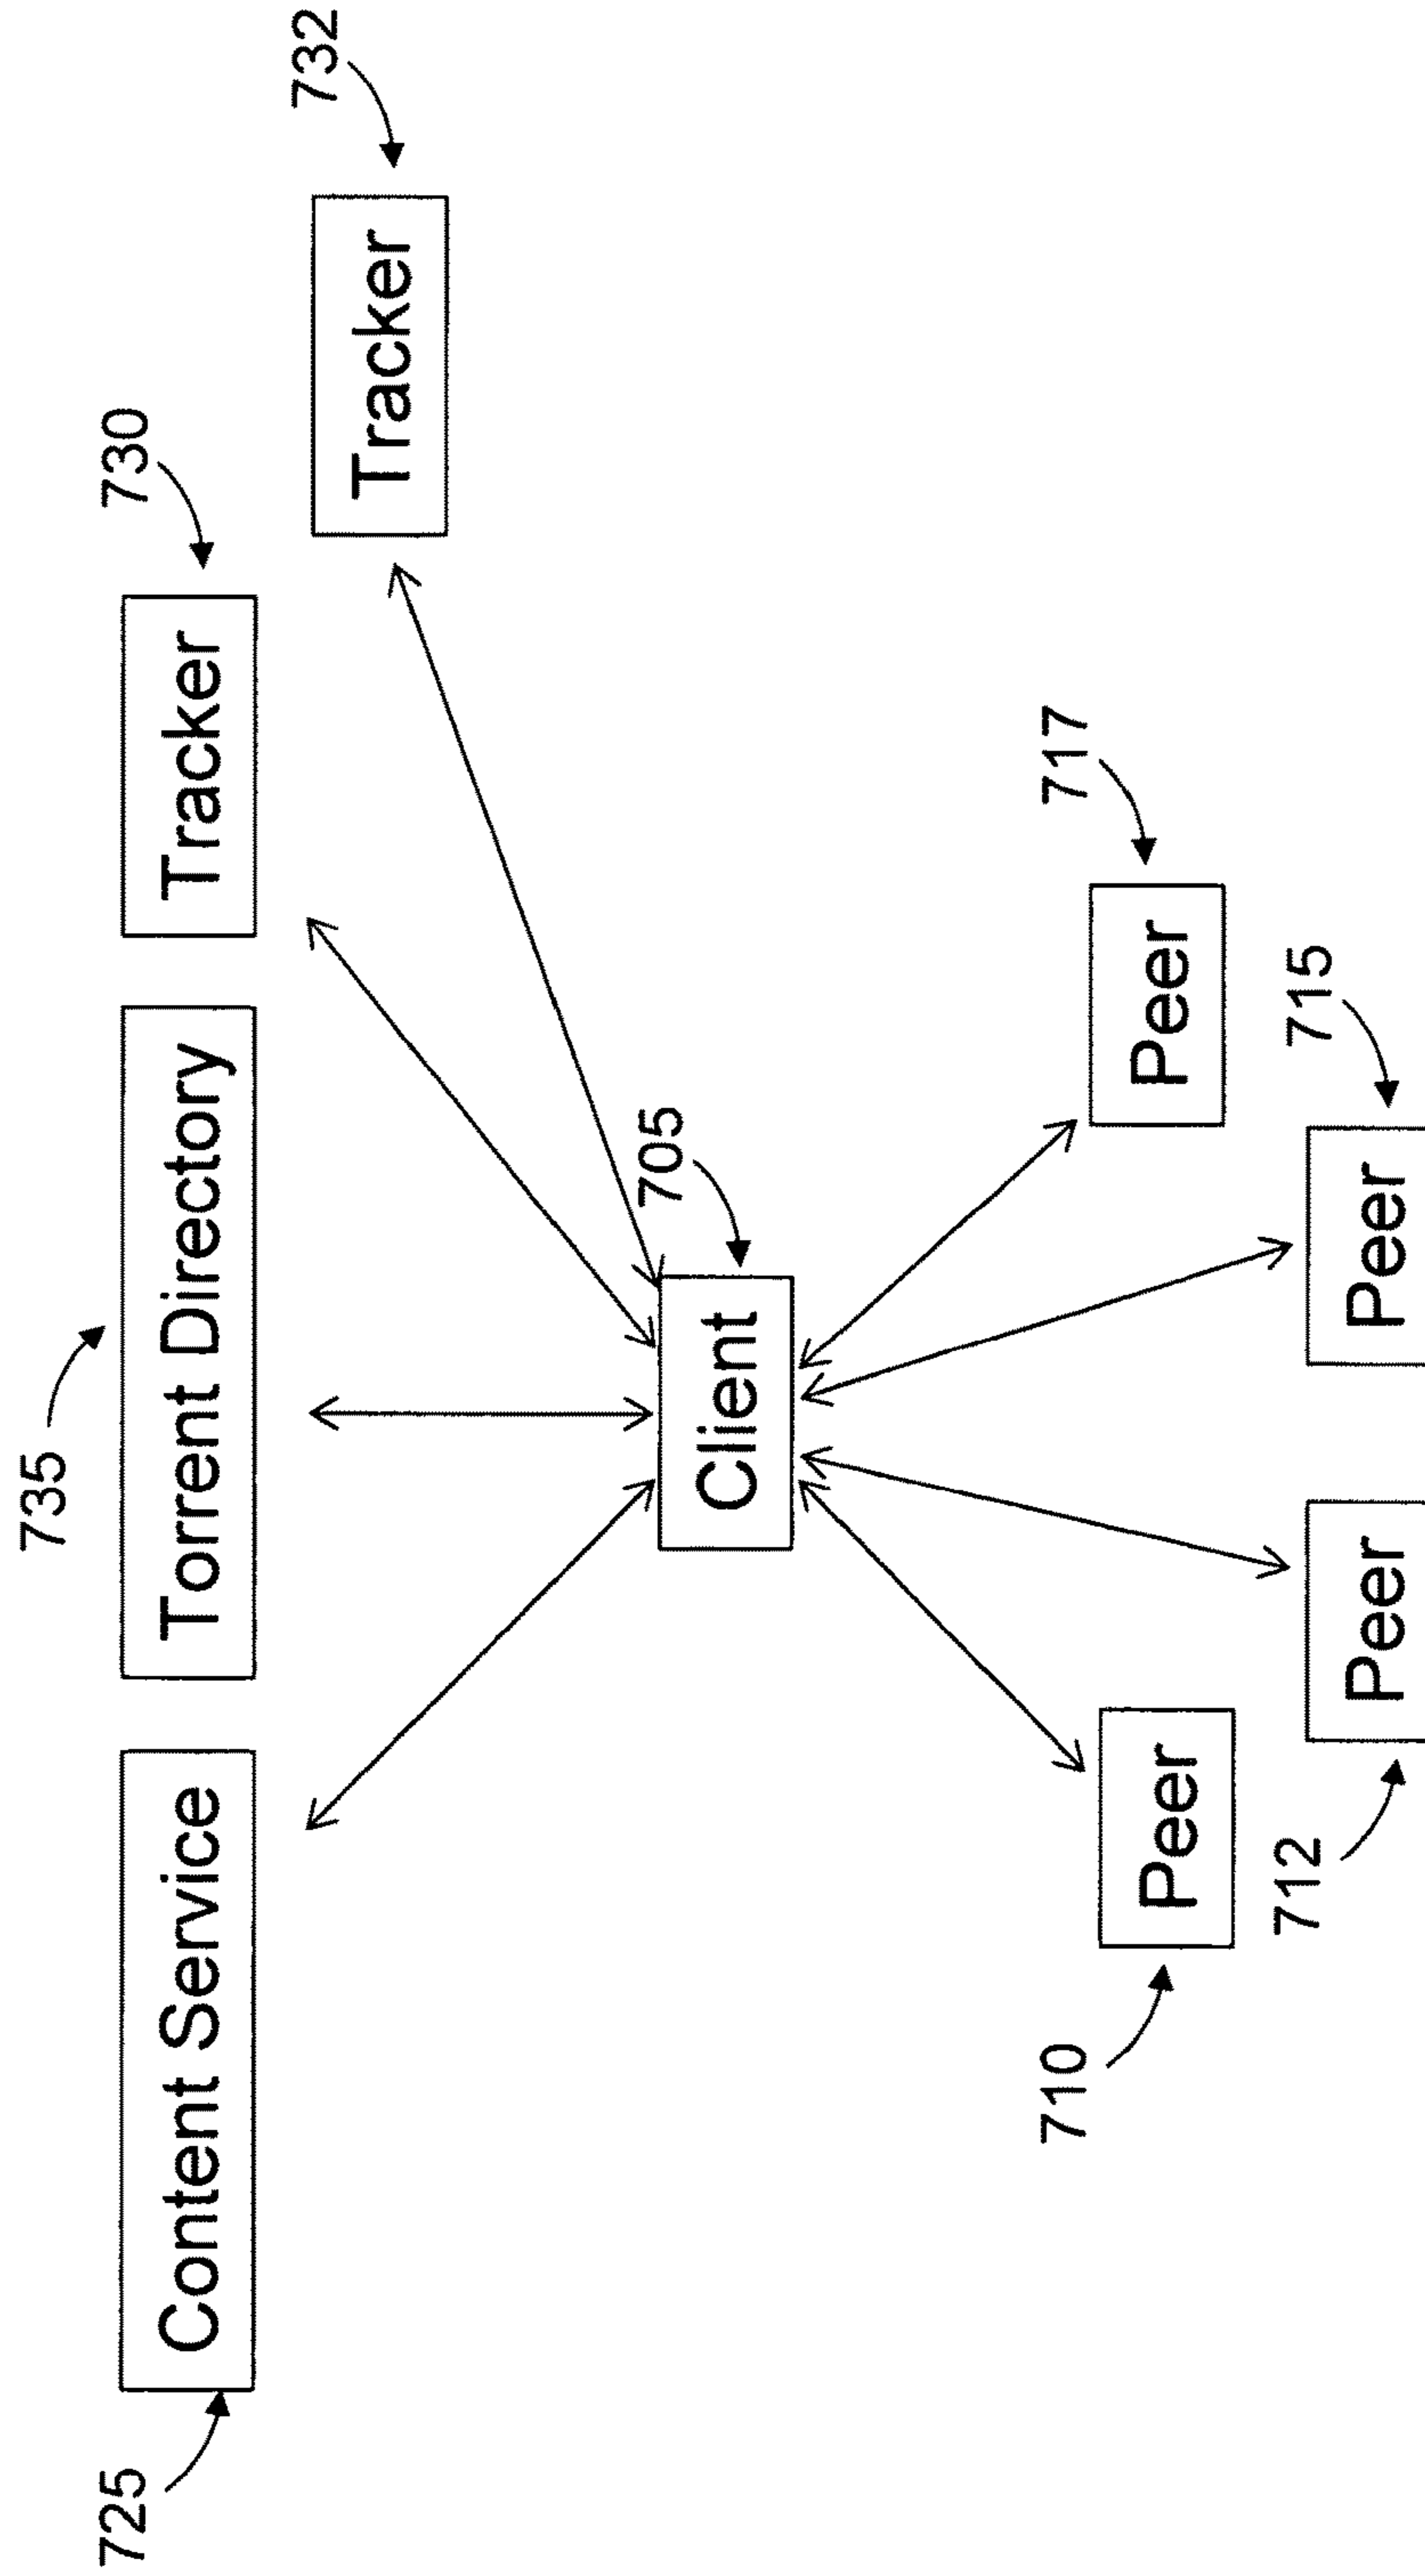 735
730
725
Content Service
Torrent Directory
Tracker
732
Tracker
705
Client
710
Peer
717
Peer
712
Peer
715
Peer